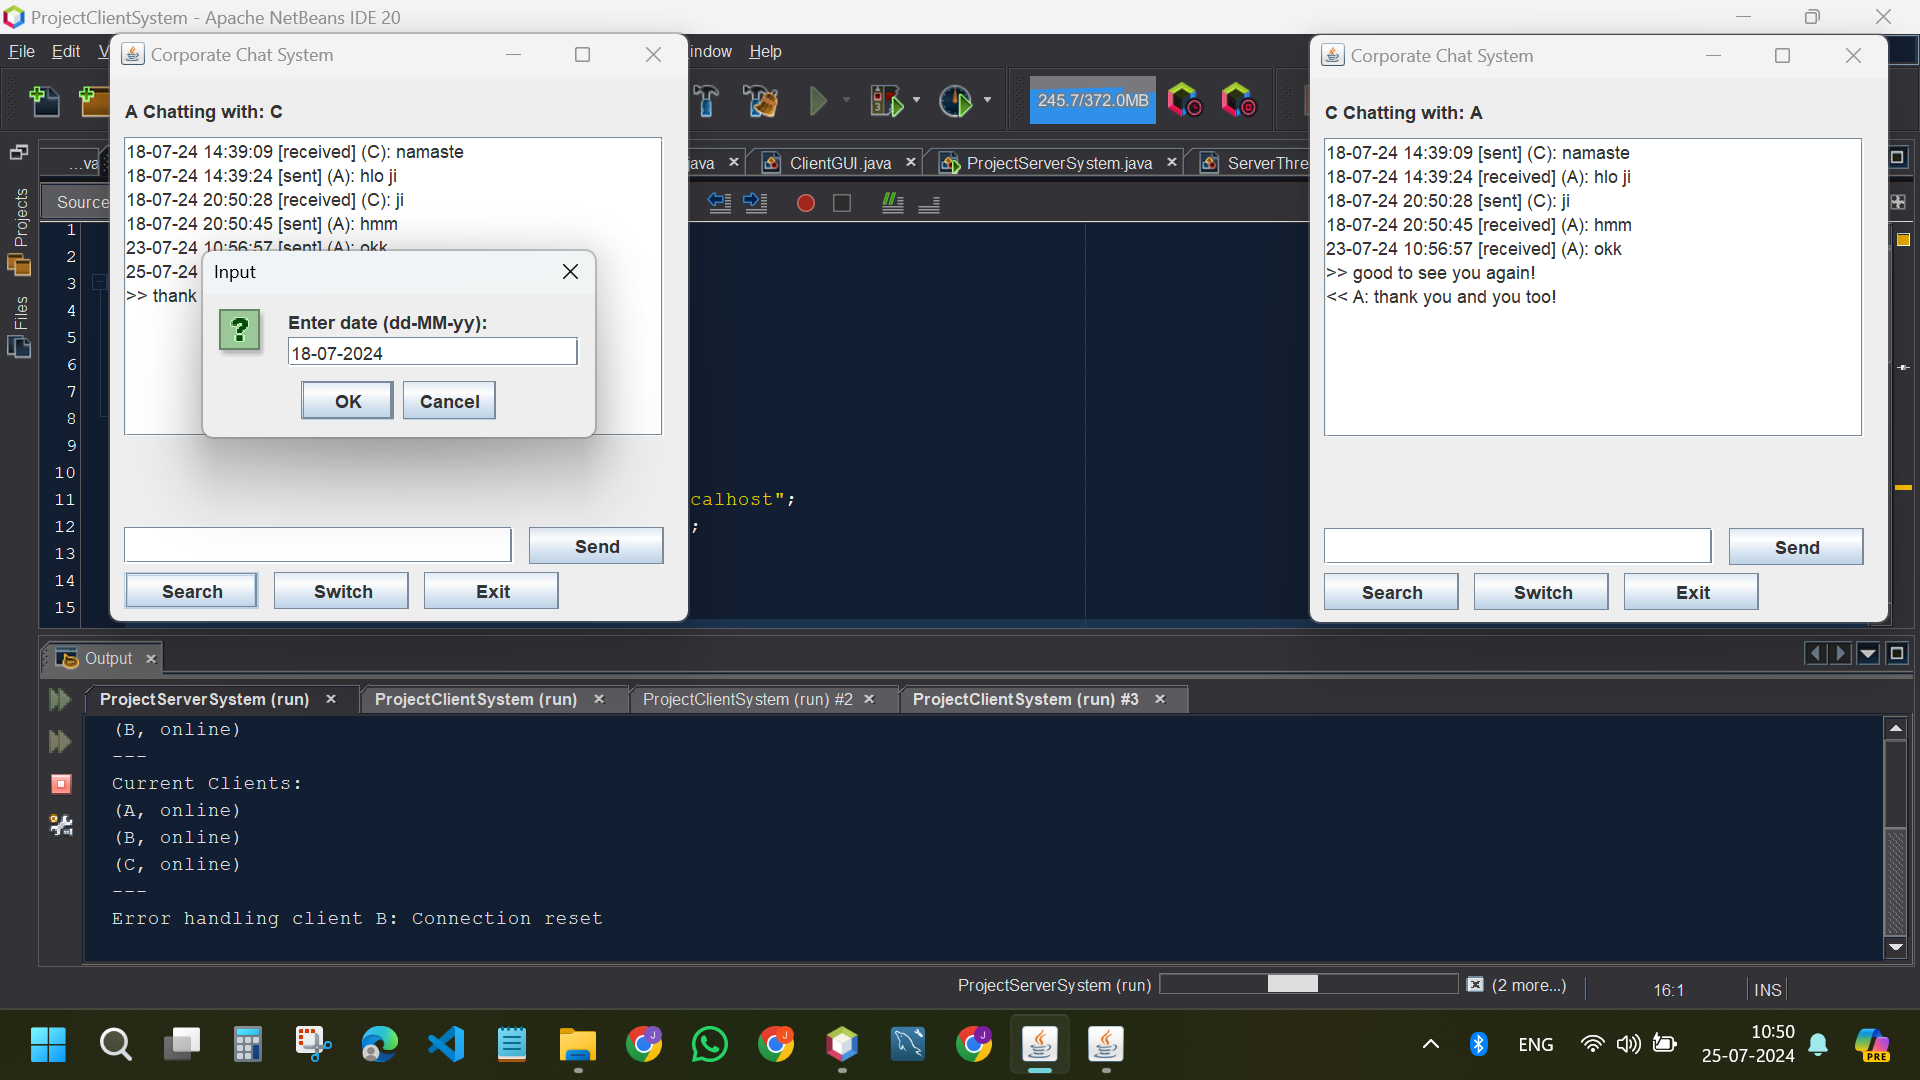 ProjectClientSystem - Apache NetBeans IDE 20
File Edit V
indow Help
245.7/372.0MB
Corporate Chat System
A Chatting with: C
18-07-24 14:39:09 [received] (C): namaste
18-07-24 14:39:24 [sent] (A): hlo ji
18-07-24 20:50:28 [received] (C): ji
18-07-24 20:50:45 [sent] (A): hmm
23-07-24 10:56:57 [sent] (A): okk
25-07-24
>> thank
Input
Enter date (dd-MM-yy):
18-07-2024
OK Cancel
Send
Search Switch Exit
Corporate Chat System
C Chatting with: A
18-07-24 14:39:09 [sent] (C): namaste
18-07-24 14:39:24 [received] (A): hlo ji
18-07-24 20:50:28 [sent] (C): ji
18-07-24 20:50:45 [received] (A): hmm
23-07-24 10:56:57 [received] (A): okk
>> good to see you again!
<< A: thank you and you too!
Send
Search Switch Exit
Projects
Files
...va
java ClientGUI.java ProjectServerSystem.java ServerThre
Source
1
2
3
4
5
6
7
8
9
10
11
calhost";
12
;
13
14
15
Output
ProjectServerSystem (run) ProjectClientSystem (run) ProjectClientSystem (run) #2 ProjectClientSystem (run) #3
(B, online)
---
Current Clients:
(A, online)
(B, online)
(C, online)
---
Error handling client B: Connection reset
ProjectServerSystem (run) (2 more...) 16:1 INS
ENG
10:50
25-07-2024
PRE